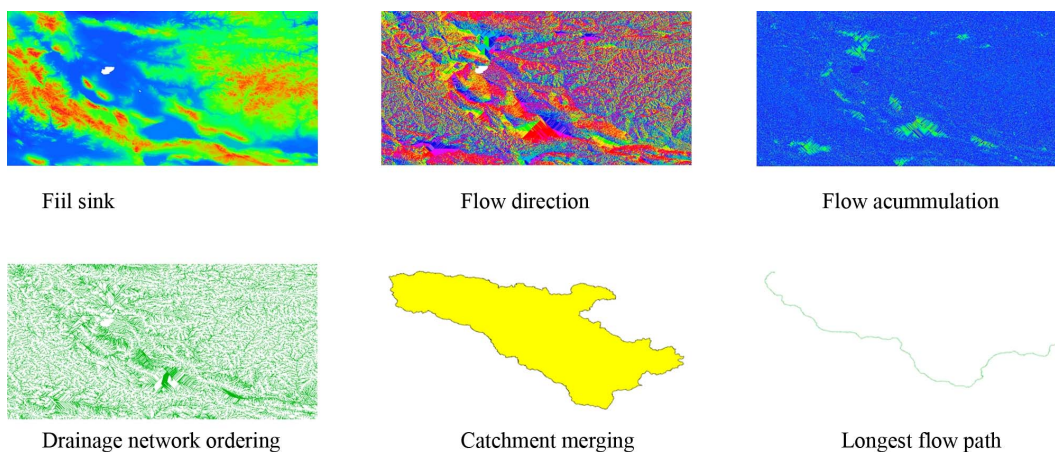 Fiil sink
Flow direction
Flow acummulation
Drainage network ordering
Catchment merging
Longest flow path